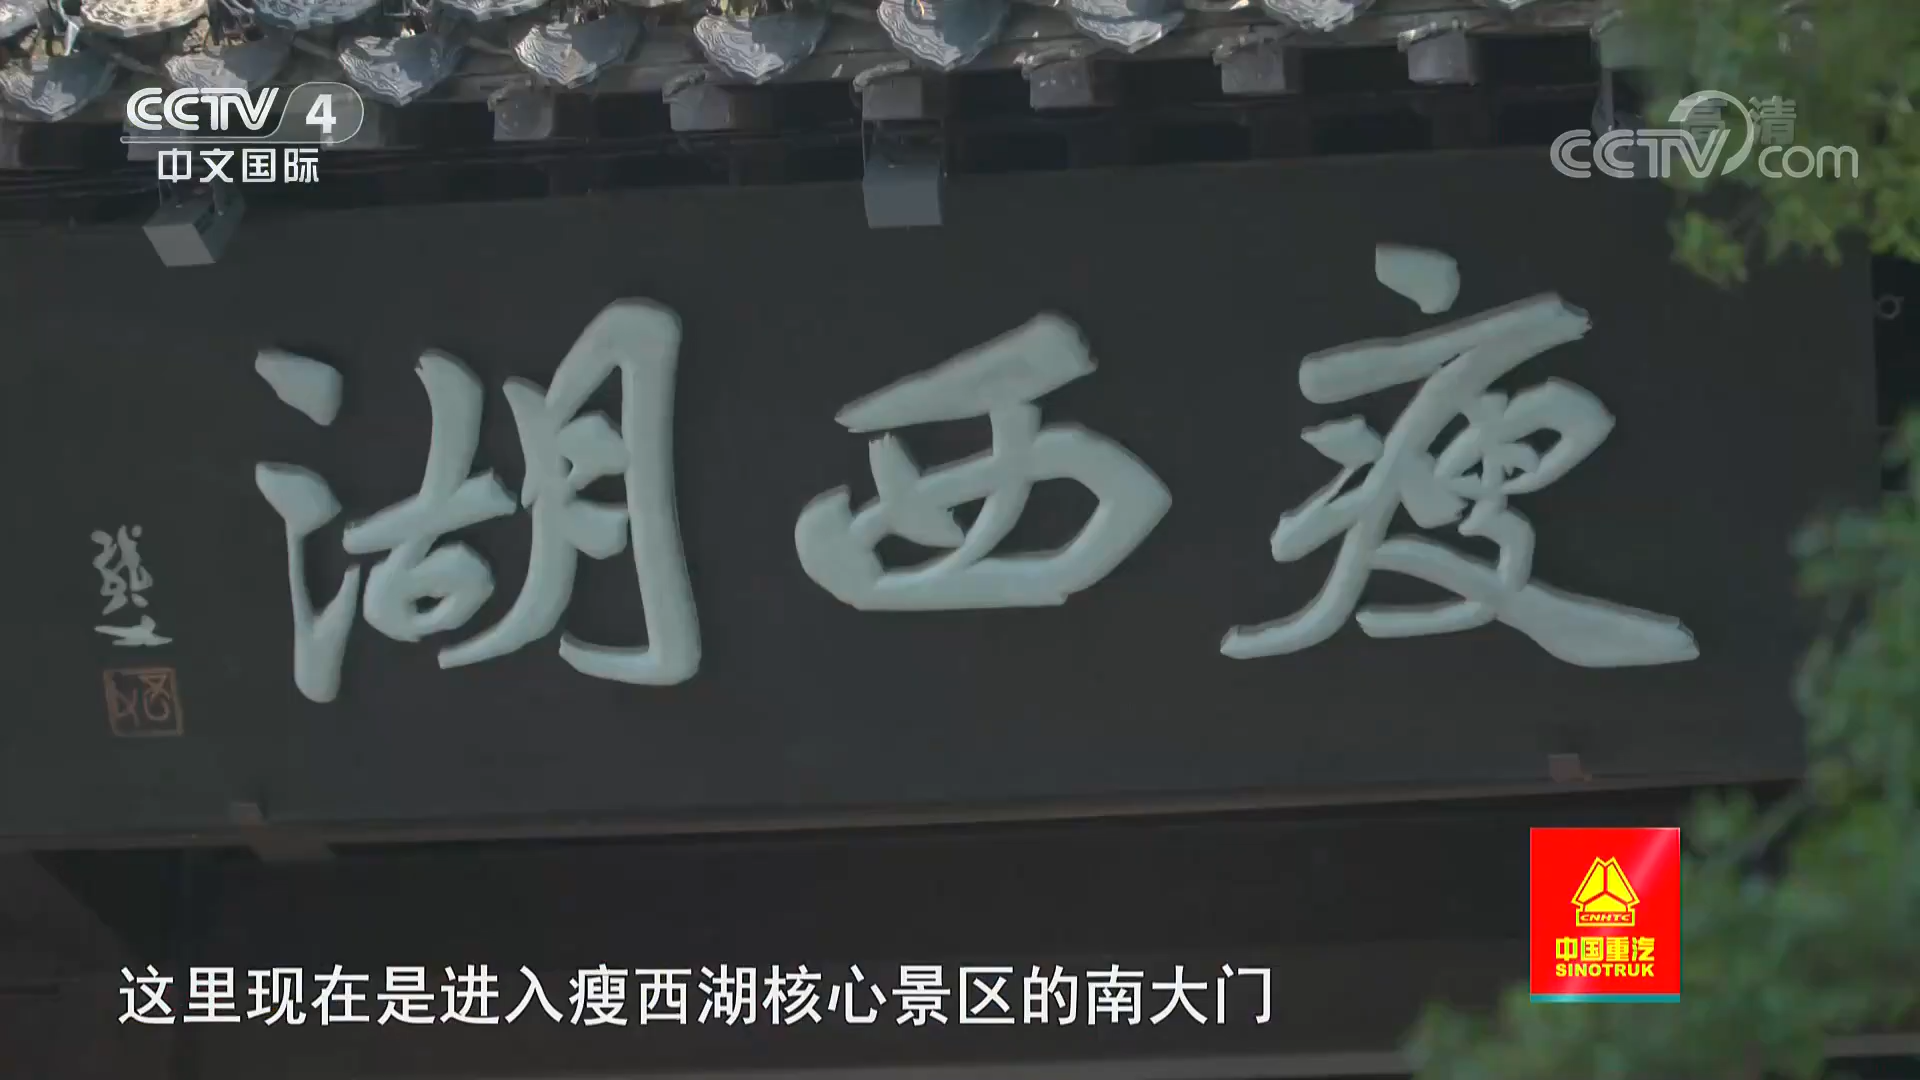 CCTV 4
中文国际
高清
CCTV.com
瘦西湖
CNHTC
中国重汽
SINOTRUK
这里现在是进入瘦西湖核心景区的南大门